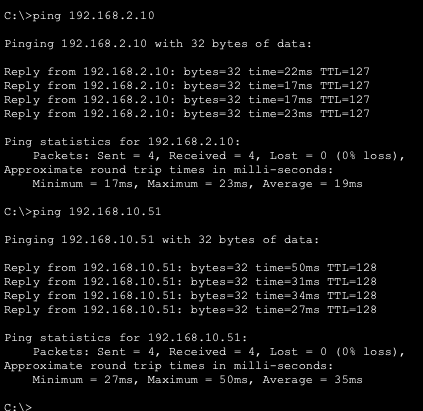 C:\>ping 192.168.2.10
Pinging 192.168.2.10 with 32 bytes of data:
Reply from 192.168.2.10: bytes=32 time=22ms TTL=127
Reply from 192.168.2.10: bytes=32 time=17ms TTL=127
Reply from 192.168.2.10: bytes=32 time=17ms TTL=127
Reply from 192.168.2.10: bytes=32 time=23ms TTL=127
Ping statistics for 192.168.2.10:
    Packets: Sent = 4, Received = 4, Lost = 0 (0% loss),
Approximate round trip times in milli-seconds:
    Minimum = 17ms, Maximum = 23ms, Average = 19ms
C:\>ping 192.168.10.51
Pinging 192.168.10.51 with 32 bytes of data:
Reply from 192.168.10.51: bytes=32 time=50ms TTL=128
Reply from 192.168.10.51: bytes=32 time=31ms TTL=128
Reply from 192.168.10.51: bytes=32 time=34ms TTL=128
Reply from 192.168.10.51: bytes=32 time=27ms TTL=128
Ping statistics for 192.168.10.51:
    Packets: Sent = 4, Received = 4, Lost = 0 (0% loss),
Approximate round trip times in milli-seconds:
    Minimum = 27ms, Maximum = 50ms, Average = 35ms
C:\>